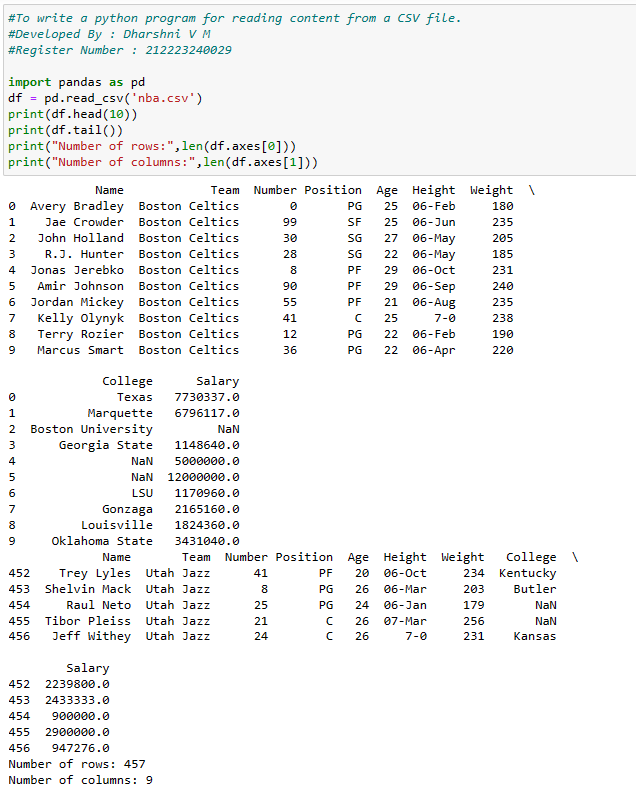 #To write a python program for reading content from a CSV file.
#Developed By : Dharshni V M
#Register Number : 212223240029

import pandas as pd
df = pd.read_csv('nba.csv')
print(df.head(10))
print(df.tail())
print("Number of rows:",len(df.axes[0]))
print("Number of columns:",len(df.axes[1]))

            Name            Team  Number Position  Age  Height  Weight  \
0  Avery Bradley  Boston Celtics       0       PG   25  06-Feb     180
1    Jae Crowder  Boston Celtics      99       SF   25  06-Jun     235
2   John Holland  Boston Celtics      30       SG   27  06-May     205
3    R.J. Hunter  Boston Celtics      28       SG   22  06-May     185
4  Jonas Jerebko  Boston Celtics       8       PF   29  06-Oct     231
5   Amir Johnson  Boston Celtics      90       PF   29  06-Sep     240
6  Jordan Mickey  Boston Celtics      55       PF   21  06-Aug     235
7   Kelly Olynyk  Boston Celtics      41        C   25     7-0     238
8   Terry Rozier  Boston Celtics      12       PG   22  06-Feb     190
9   Marcus Smart  Boston Celtics      36       PG   22  06-Apr     220

             College      Salary
0              Texas   7730337.0
1          Marquette   6796117.0
2  Boston University         NaN
3      Georgia State   1148640.0
4                NaN   5000000.0
5                NaN  12000000.0
6                LSU   1170960.0
7            Gonzaga   2165160.0
8         Louisville   1824360.0
9     Oklahoma State   3431040.0
             Name       Team  Number Position  Age  Height  Weight   College  \
452    Trey Lyles  Utah Jazz      41       PF   20  06-Oct     234  Kentucky
453  Shelvin Mack  Utah Jazz       8       PG   26  06-Mar     203    Butler
454     Raul Neto  Utah Jazz      25       PG   24  06-Jan     179       NaN
455  Tibor Pleiss  Utah Jazz      21        C   26  07-Mar     256       NaN
456   Jeff Withey  Utah Jazz      24        C   26     7-0     231    Kansas

        Salary
452  2239800.0
453  2433333.0
454   900000.0
455  2900000.0
456   947276.0
Number of rows: 457
Number of columns: 9